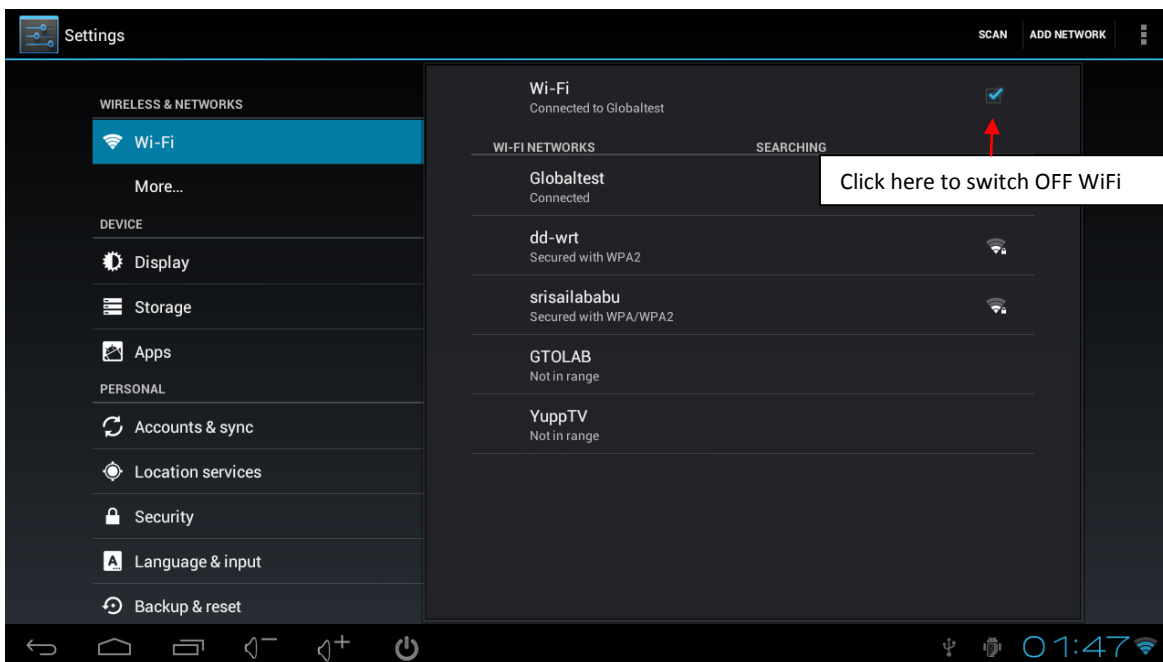 Settings
SCAN ADD NETWORK
WIRELESS & NETWORKS
Wi-Fi
More...
DEVICE
Display
Storage
Apps
PERSONAL
Accounts & sync
Location services
Security
A
Language & input
Backup & reset
Wi-Fi
Connected to Globaltest
WI-FI NETWORKS SEARCHING
Click here to switch OFF WiFi
Globaltest
Connected
dd-wrt
Secured with WPA2
srisailababu
Secured with WPA/WPA2
GTOLAB
Not in range
YuppTV
Not in range
01:47